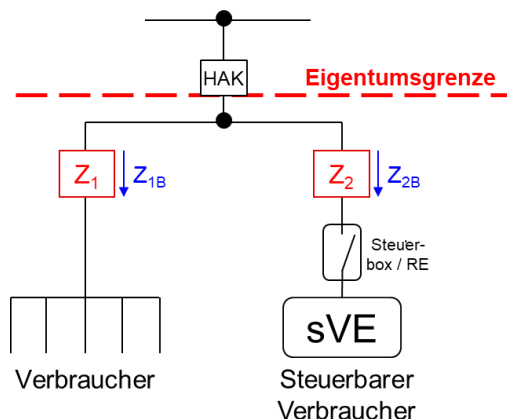 HAK
Eigentumsgrenze
Z1
Z1B
Z2
Z2B
Steuer-
box / RE
sVE
Verbraucher
Steuerbarer
Verbraucher